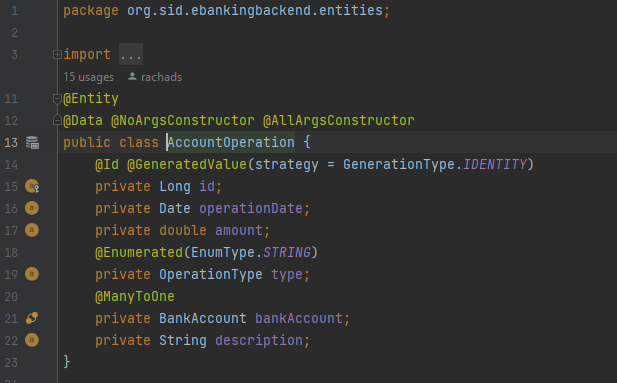 1 package org.sid.ebankingbackend.entities;
2
3 import ...
15 usages rachads
11 @Entity
12 @Data @NoArgsConstructor @AllArgsConstructor
13 public class AccountOperation {
14 @Id @GeneratedValue(strategy = GenerationType.IDENTITY)
15 private Long id;
16 private Date operationDate;
17 private double amount;
18 @Enumerated(EnumType.STRING)
19 private OperationType type;
20 @ManyToOne
21 private BankAccount bankAccount;
22 private String description;
23 }